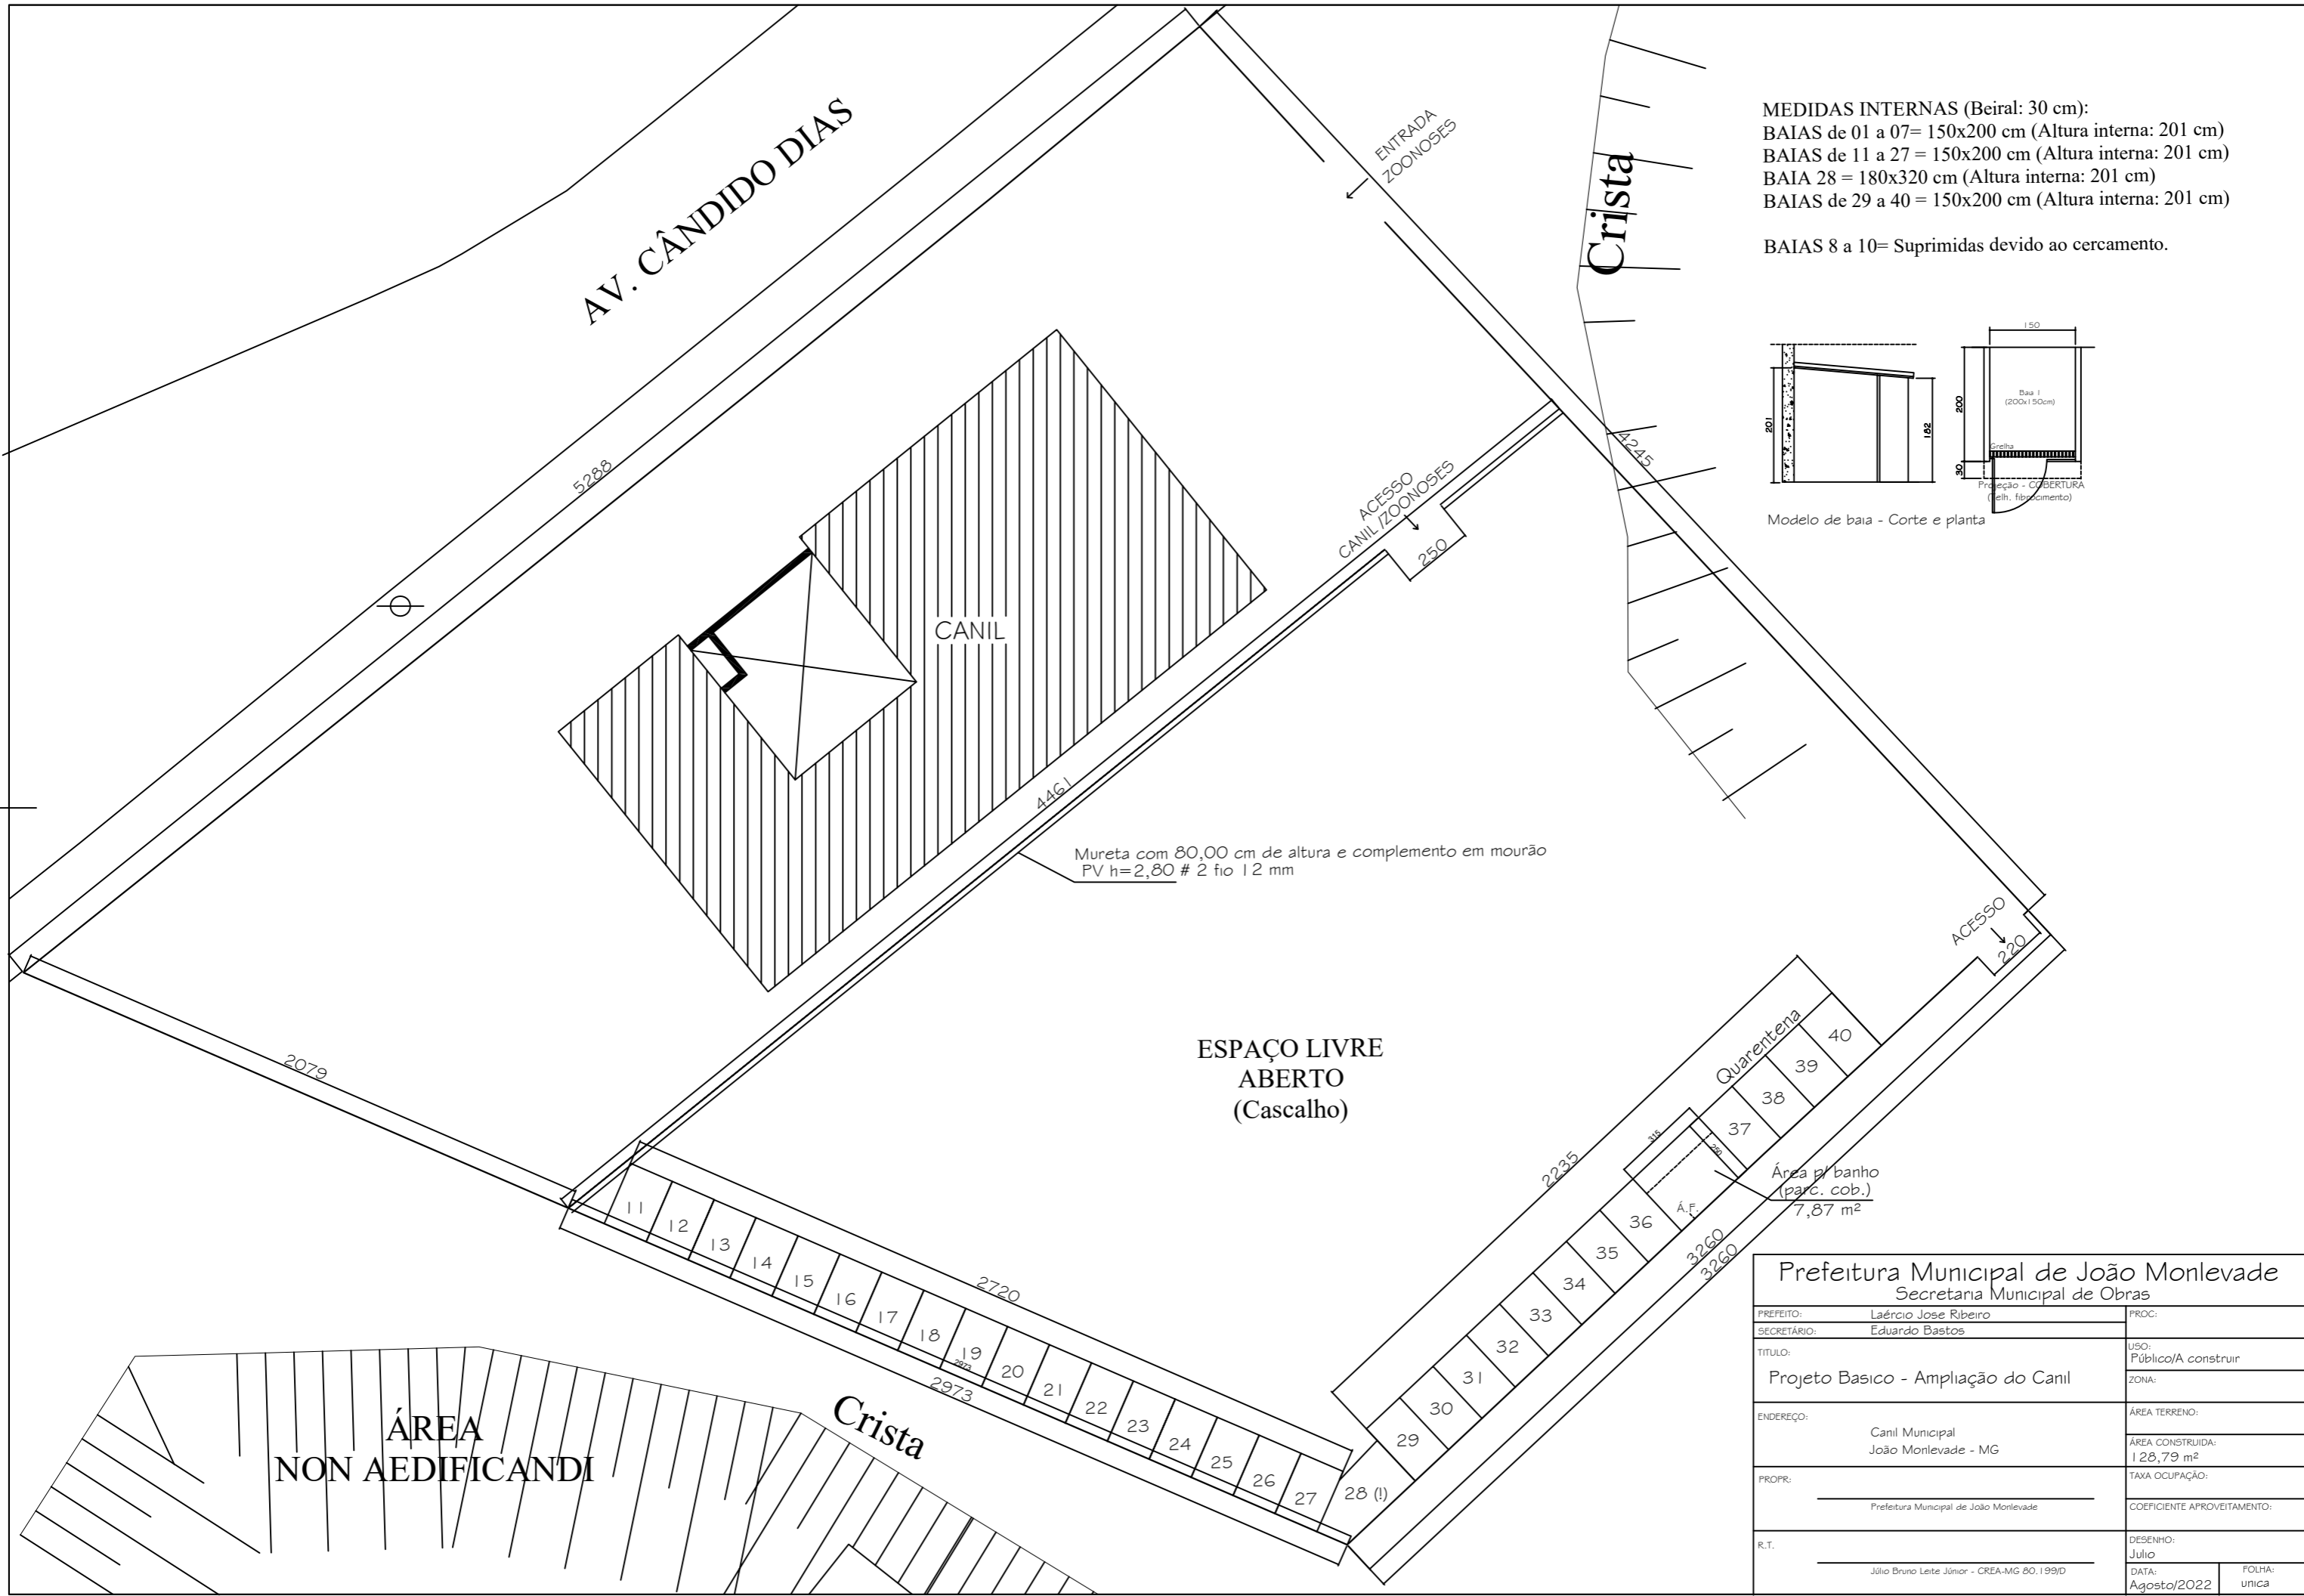 AV. CÂNDIDO DIAS
ENTRADA
ZOONOSES
Crista
MEDIDAS INTERNAS (Beiral: 30 cm):
BAIAS de 01 a 07= 150x200 cm (Altura interna: 201 cm)
BAIAS de 11 a 27 = 150x200 cm (Altura interna: 201 cm)
BAIA 28 = 180x320 cm (Altura interna: 201 cm)
BAIAS de 29 a 40 = 150x200 cm (Altura interna: 201 cm)
BAIAS 8 a 10= Suprimidas devido ao cercamento.
150
201
182
200
30
Baia 1
(200x150cm)
Grelha
Projeção - COBERTURA
(Telh. fibrocimento)
Modelo de baia - Corte e planta
5288
4245
ACESSO
CANIL /ZOONOSES
250
CANIL
4461
Mureta com 80,00 cm de altura e complemento em mourão
PV h=2,80 # 2 fio 12 mm
ACESSO
220
2079
ESPAÇO LIVRE
ABERTO
(Cascalho)
Quarentena
40
39
38
37
315
250
Área p/ banho
(parc. cob.)
7,87 m²
Á.F.
2235
36
35
34
33
32
31
30
29
28 (!)
3260
3260
11
12
13
14
15
16
17
18
19
20
21
22
23
24
25
26
27
2720
2973
2973
Crista
ÁREA
NON AEDIFICANDI
Prefeitura Municipal de João Monlevade
Secretaria Municipal de Obras
PREFEITO: Laércio Jose Ribeiro
PROC:
SECRETÁRIO: Eduardo Bastos
TITULO:
Projeto Basico - Ampliação do Canil
USO:
Público/A construir
ZONA:
ENDEREÇO:
Canil Municipal
João Monlevade - MG
ÁREA TERRENO:
ÁREA CONSTRUIDA:
128,79 m²
PROPR:
Prefeitura Municipal de João Monlevade
TAXA OCUPAÇÃO:
COEFICIENTE APROVEITAMENTO:
R.T.
Júlio Bruno Leite Júnior - CREA-MG 80.199/D
DESENHO:
Julio
DATA:
Agosto/2022
FOLHA:
unica